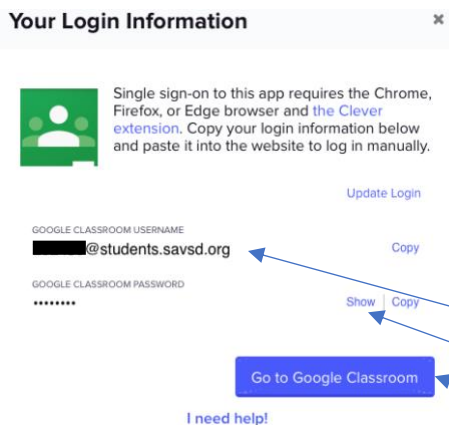 Your Login Information
Single sign-on to this app requires the Chrome,
Firefox, or Edge browser and the Clever
extension. Copy your login information below
and paste it into the website to log in manually.
Update Login
GOOGLE CLASSROOM USERNAME
@students.savsd.org
Copy
GOOGLE CLASSROOM PASSWORD
••••••••
Show | Copy
Go to Google Classroom
I need help!